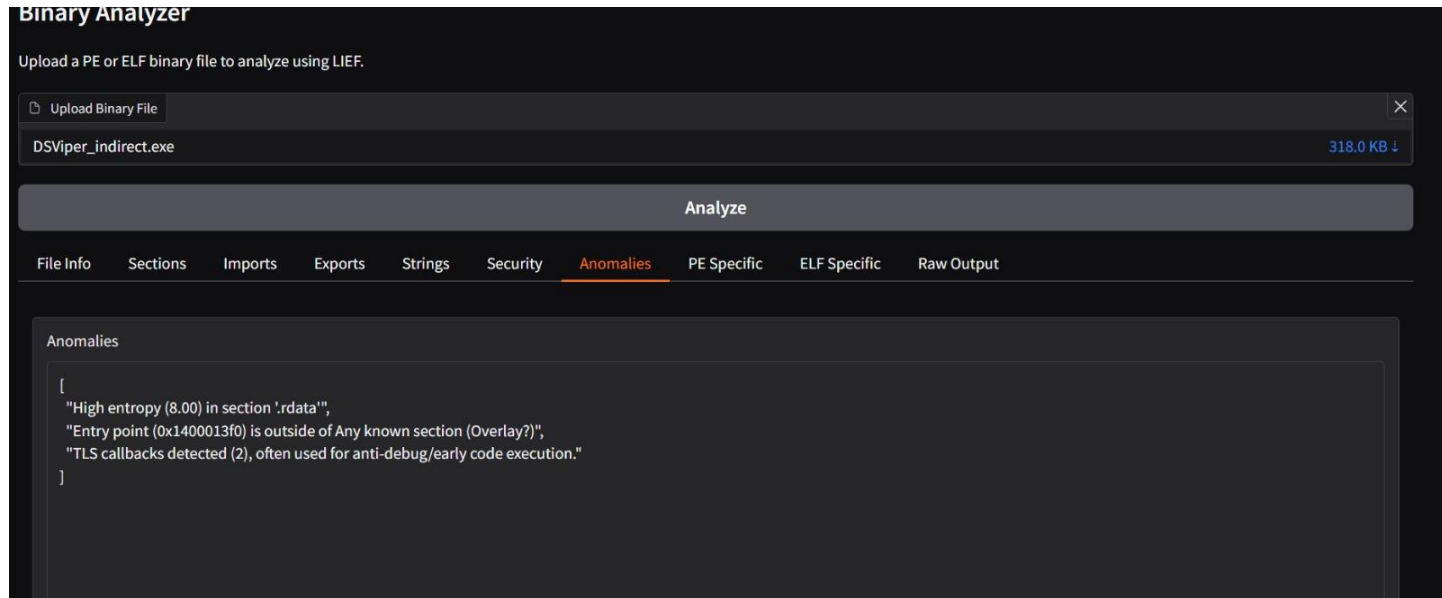 Binary Analyzer
Upload a PE or ELF binary file to analyze using LIEF.
Upload Binary File
DSViper_indirect.exe 318.0 KB ↓
Analyze
File Info Sections Imports Exports Strings Security Anomalies PE Specific ELF Specific Raw Output
Anomalies
[
"High entropy (8.00) in section '.rdata'",
"Entry point (0x1400013f0) is outside of Any known section (Overlay?)",
"TLS callbacks detected (2), often used for anti-debug/early code execution."
]